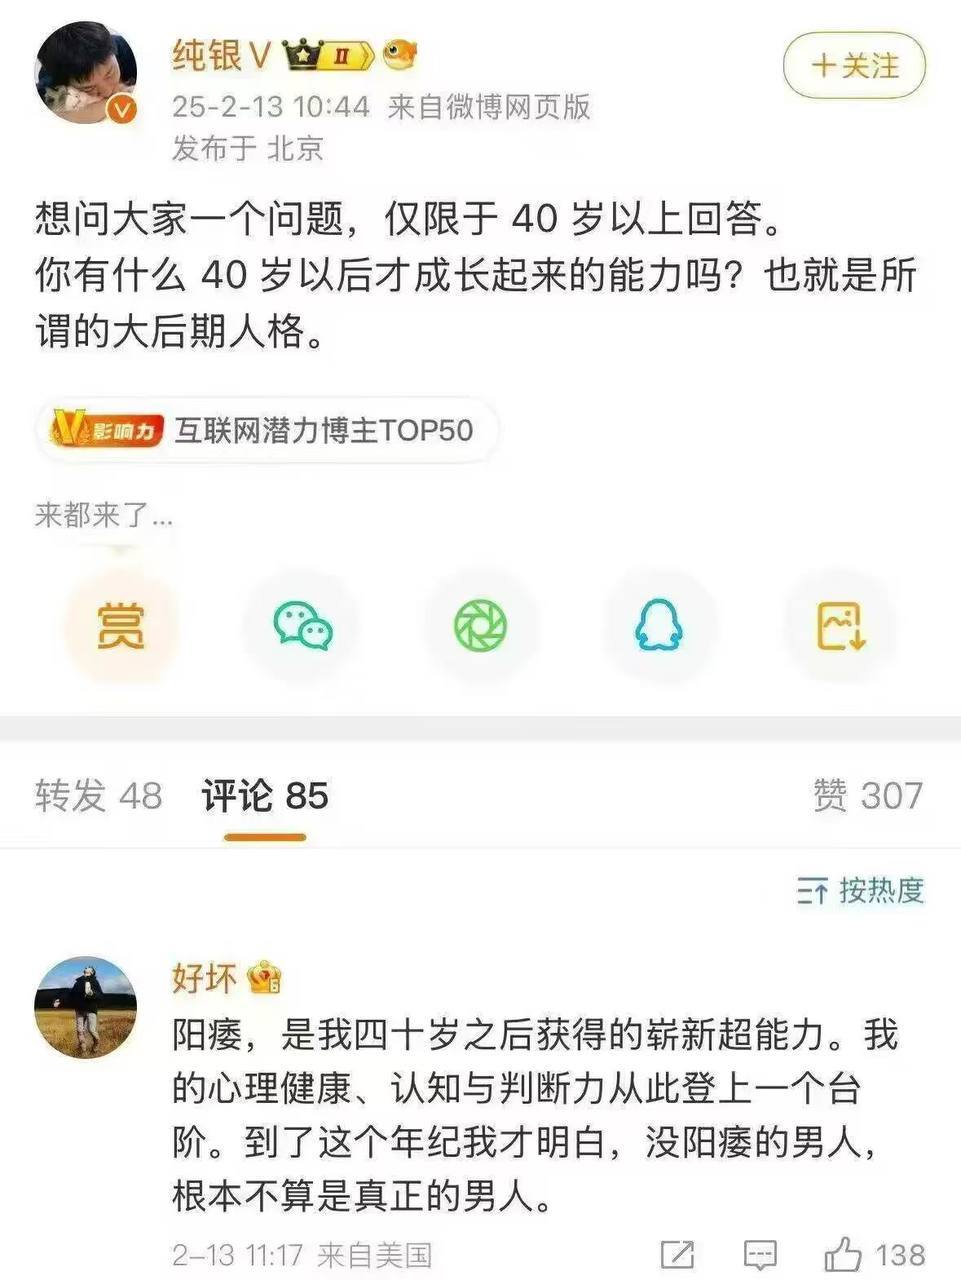 纯银V II
+关注
25-2-13 10:44 来自微博网页版
发布于 北京
想问大家一个问题，仅限于 40 岁以上回答。
你有什么 40 岁以后才成长起来的能力吗？也就是所
谓的大后期人格。
V影响力 互联网潜力博主TOP50
来都来了...
赏
转发 48 评论 85 赞 307
按热度
好坏
阳痿，是我四十岁之后获得的崭新超能力。我
的心理健康、认知与判断力从此登上一个台
阶。到了这个年纪我才明白，没阳痿的男人，
根本不算是真正的男人。
2-13 11:17 来自美国 138